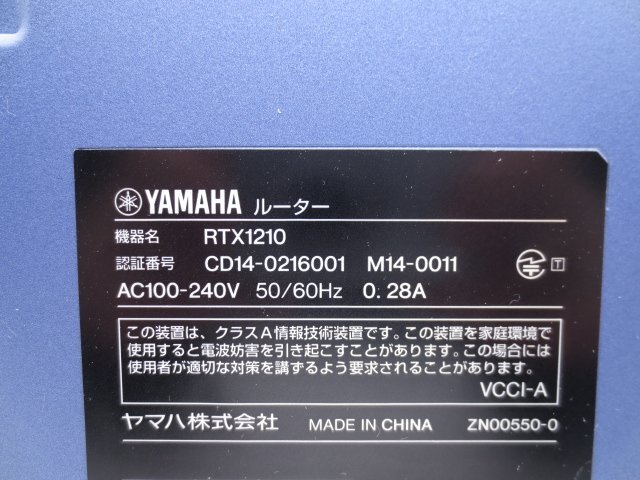 YAMAHA ルーター
機器名 RTX1210
認証番号 CD14-0216001 M14-0011 T
AC100-240V 50/60Hz 0.28A
この装置は、クラスA情報技術装置です。この装置を家庭環境で
使用すると電波妨害を引き起こすことがあります。この場合には
使用者が適切な対策を講ずるよう要求されることがあります。
VCCI-A
ヤマハ株式会社 MADE IN CHINA ZN00550-0